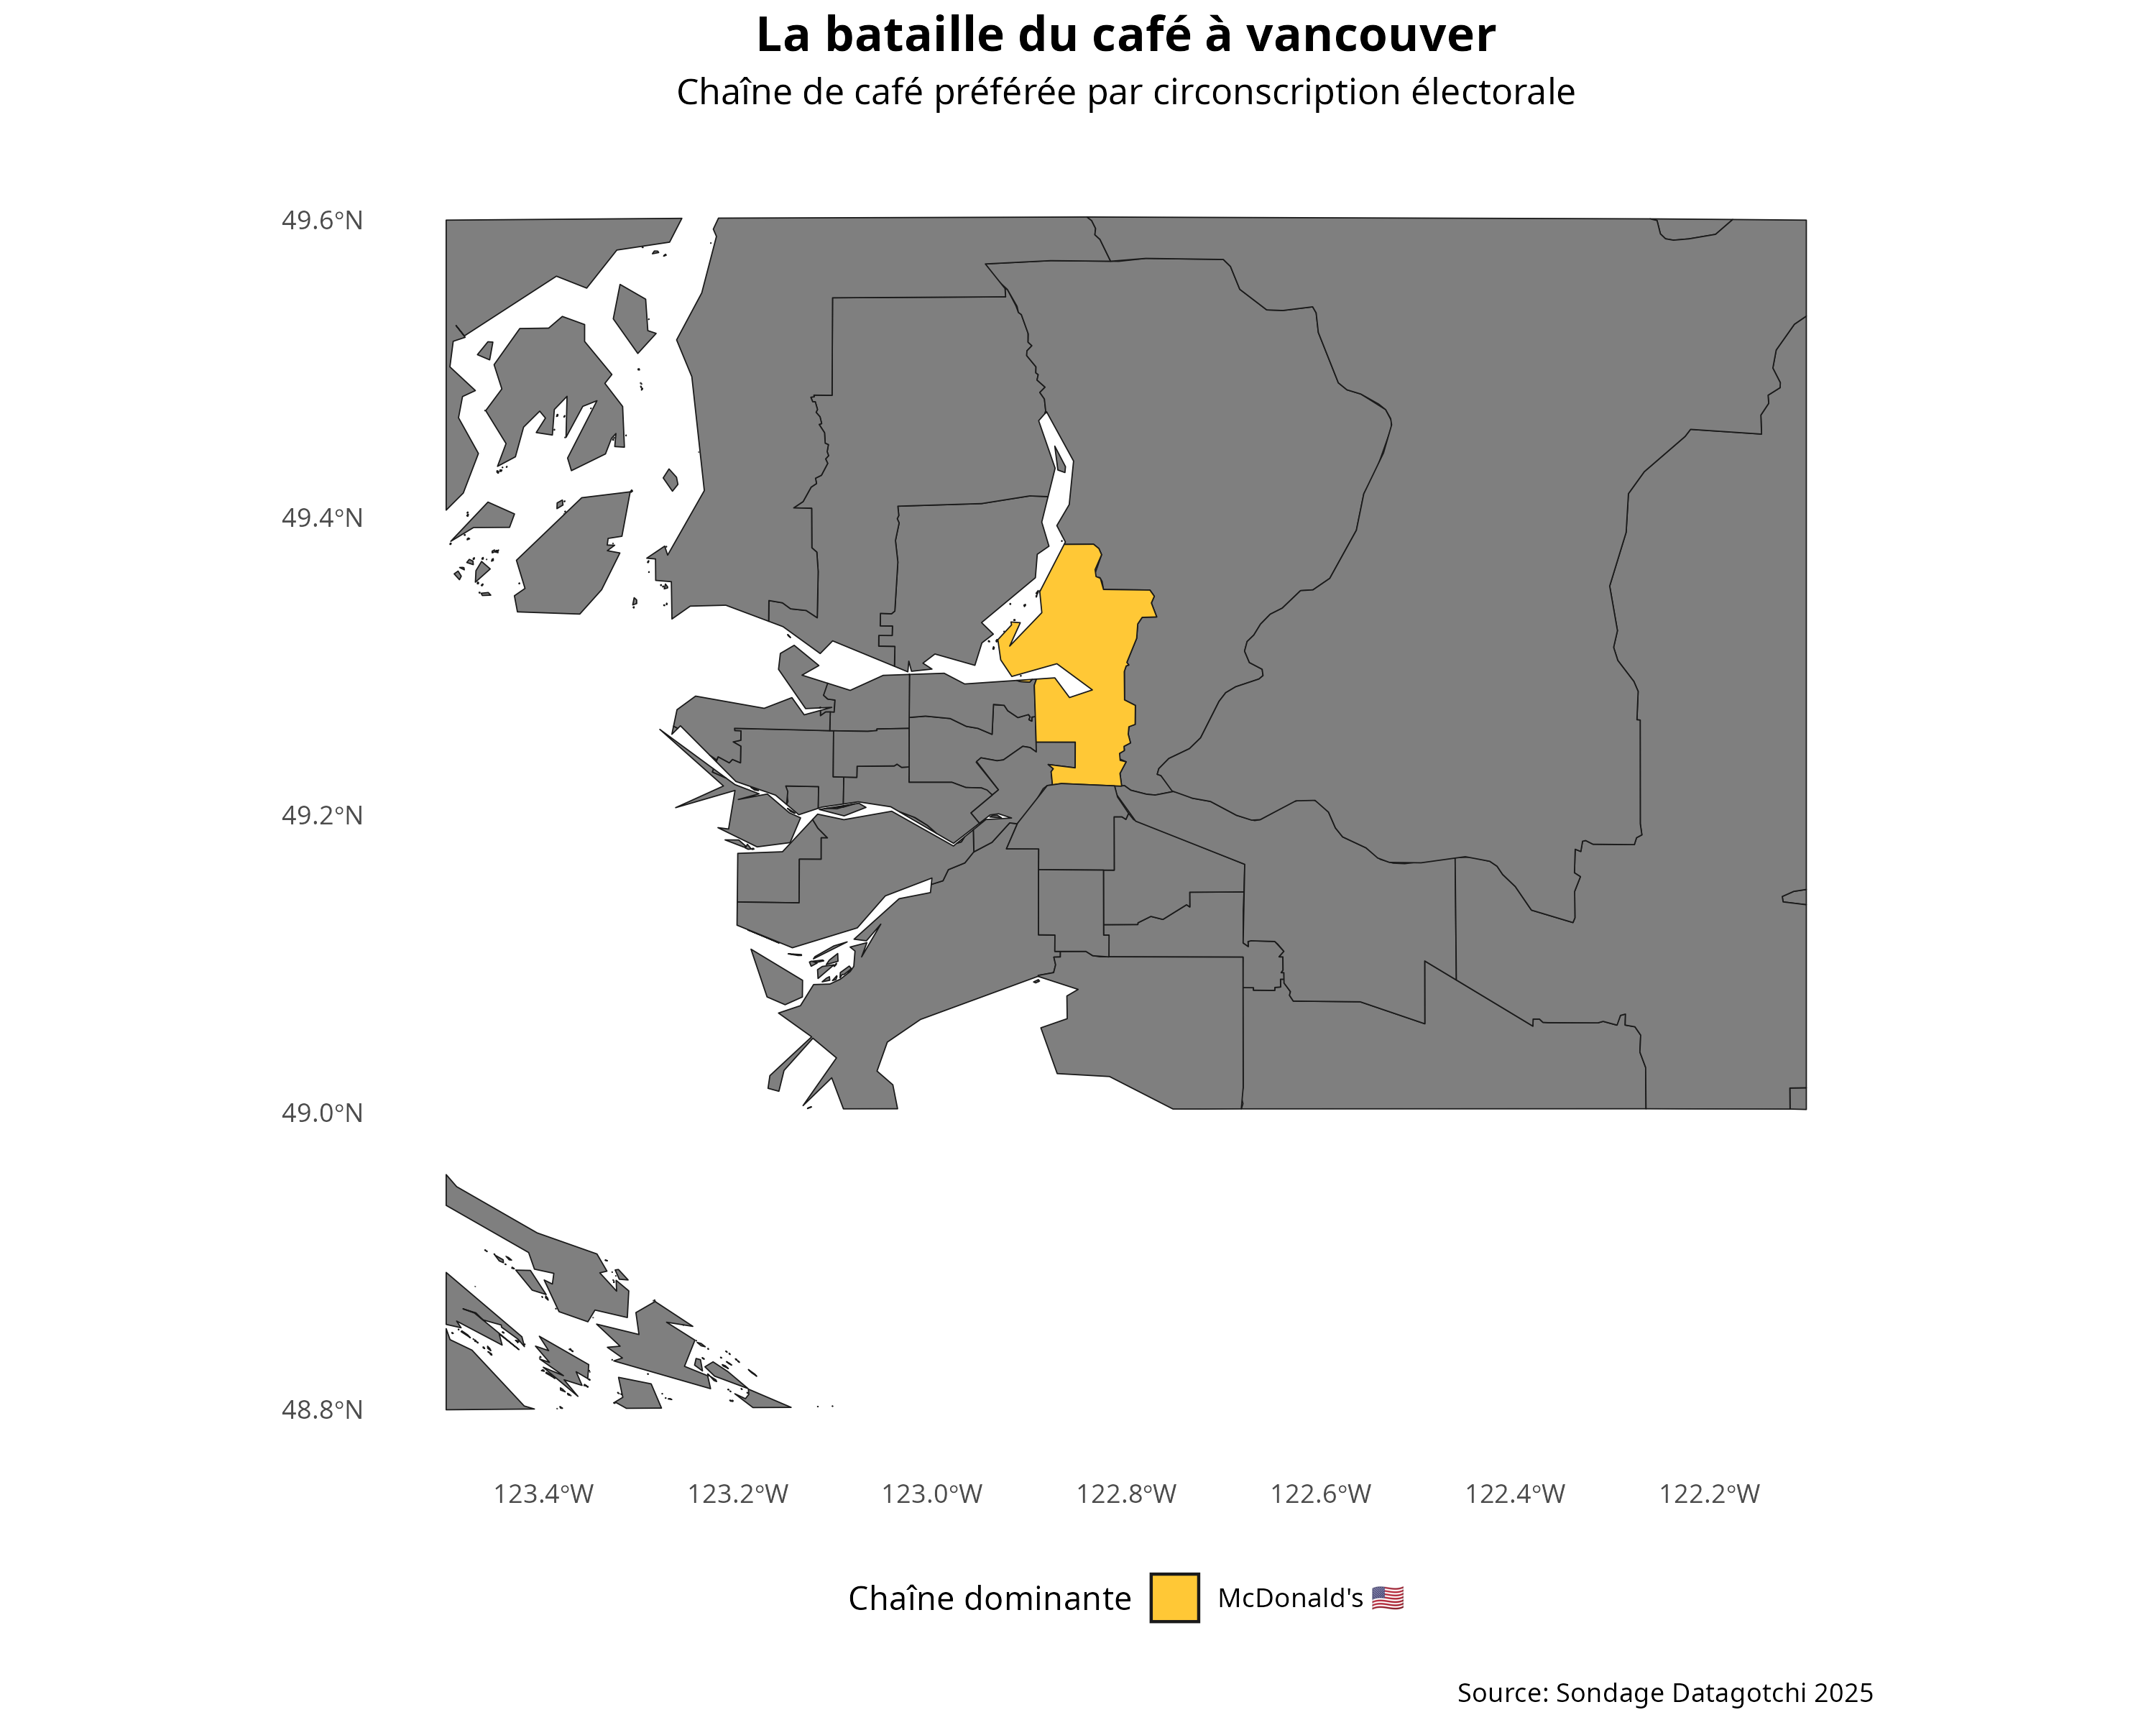 La bataille du café à vancouver
Chaîne de café préférée par circonscription électorale
49.6°N
49.4°N
49.2°N
49.0°N
48.8°N
123.4°W 123.2°W 123.0°W 122.8°W 122.6°W 122.4°W 122.2°W
Chaîne dominante McDonald's 🇺🇸
Source: Sondage Datagotchi 2025